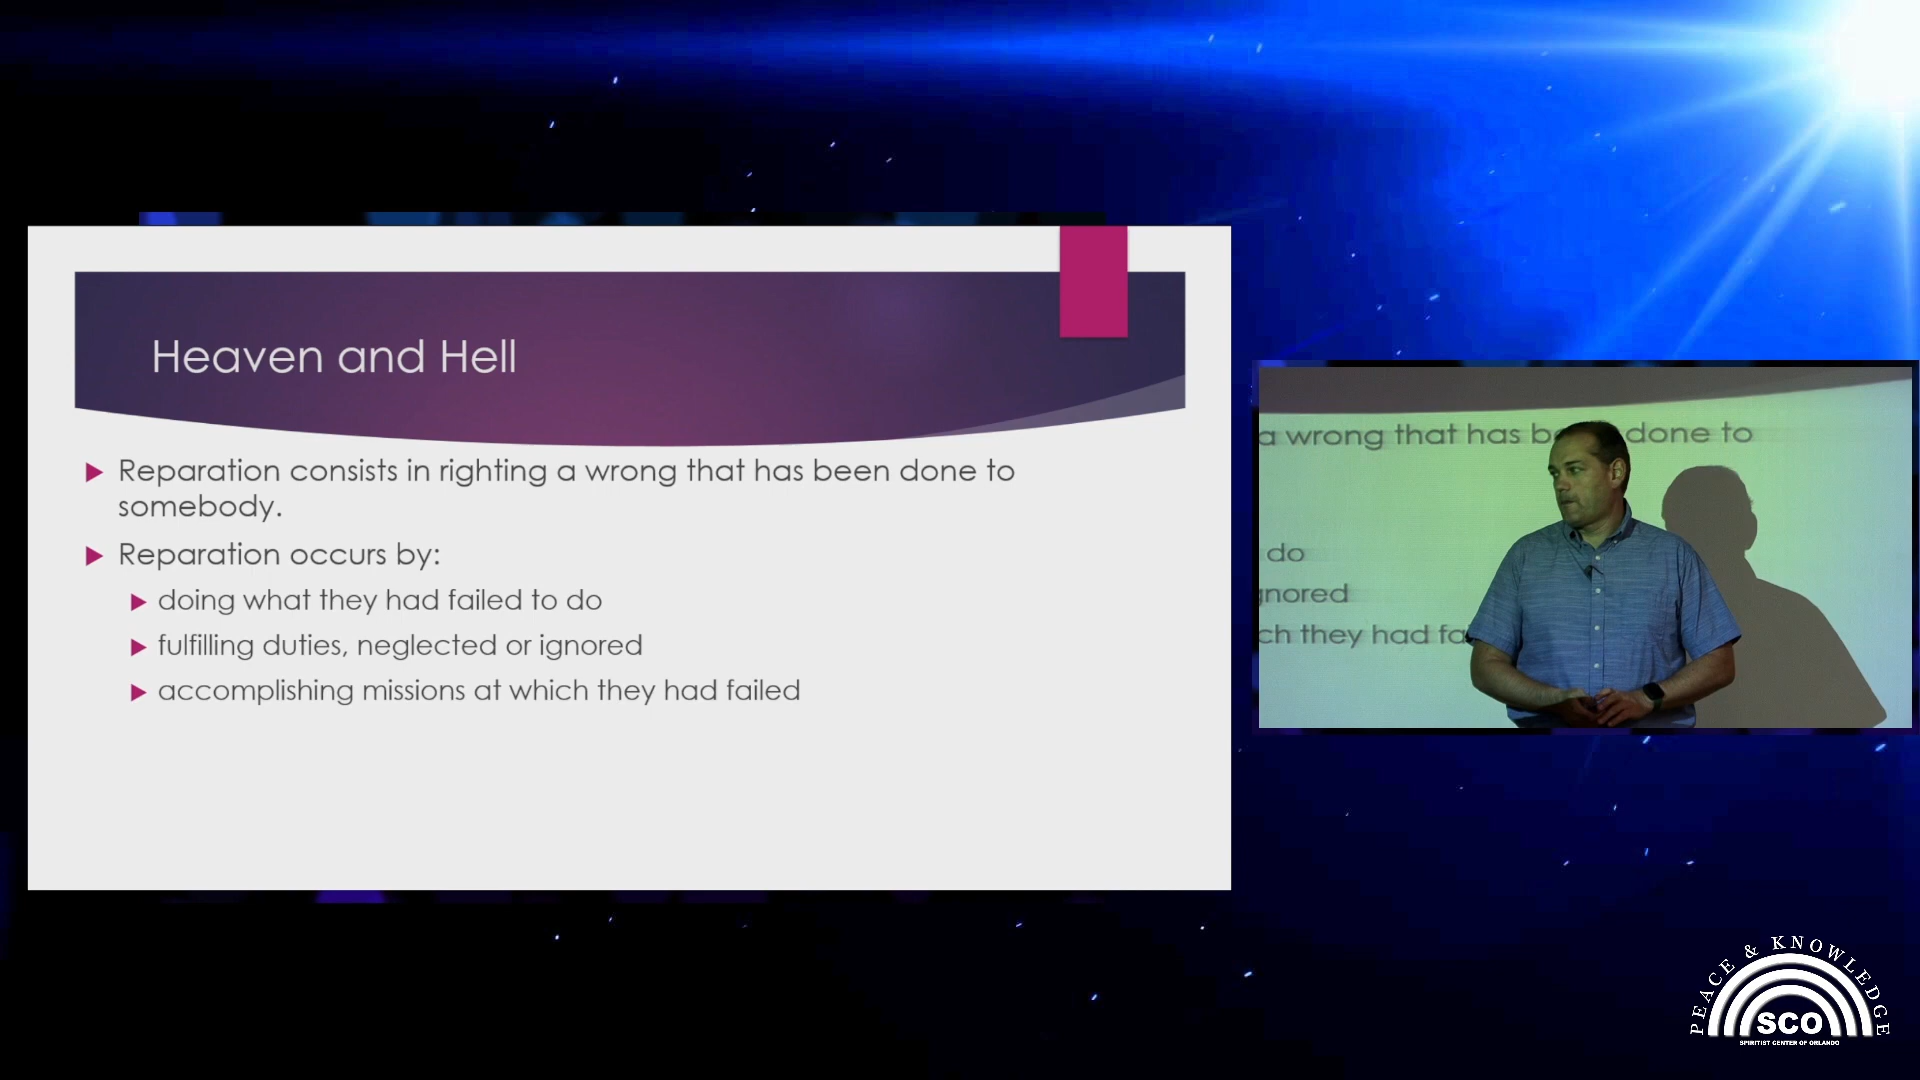 Heaven and Hell
Reparation consists in righting a wrong that has been done to
somebody.
Reparation occurs by:
doing what they had failed to do
fulfilling duties, neglected or ignored
accomplishing missions at which they had failed
a wrong that has be done to
do
gnored
ch they had fa
PEACE & KNOWLEDGE
SCO
SPIRITIST CENTER OF ORLANDO